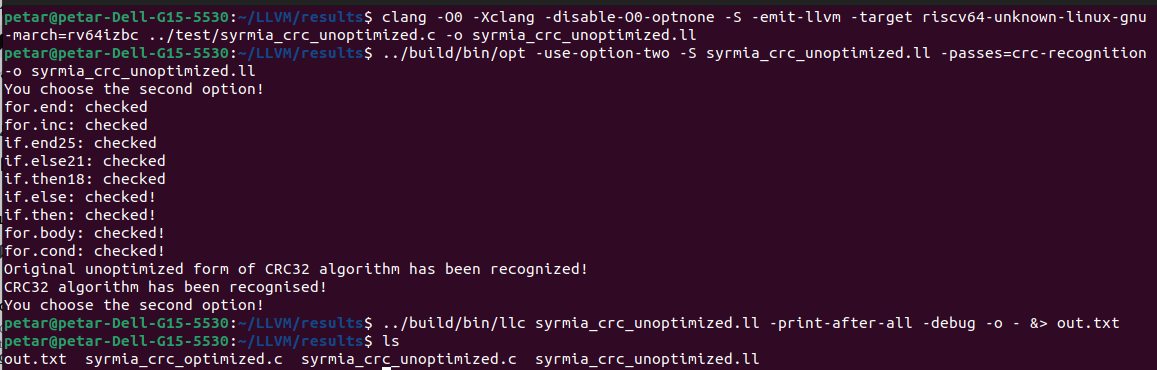 petar@petar-Dell-G15-5530:~/LLVM/results$ clang -O0 -Xclang -disable-O0-optnone -S -emit-llvm -target riscv64-unknown-linux-gnu
-march=rv64izbc ../test/syrmia_crc_unoptimized.c -o syrmia_crc_unoptimized.ll
petar@petar-Dell-G15-5530:~/LLVM/results$ ../build/bin/opt -use-option-two -S syrmia_crc_unoptimized.ll -passes=crc-recognition
-o syrmia_crc_unoptimized.ll
You choose the second option!
for.end: checked
for.inc: checked
if.end25: checked
if.else21: checked
if.then18: checked
if.else: checked!
if.then: checked!
for.body: checked!
for.cond: checked!
Original unoptimized form of CRC32 algorithm has been recognized!
CRC32 algorithm has been recognised!
You choose the second option!
petar@petar-Dell-G15-5530:~/LLVM/results$ ../build/bin/llc syrmia_crc_unoptimized.ll -print-after-all -debug -o - &> out.txt
petar@petar-Dell-G15-5530:~/LLVM/results$ ls
out.txt  syrmia_crc_optimized.c  syrmia_crc_unoptimized.c  syrmia_crc_unoptimized.ll